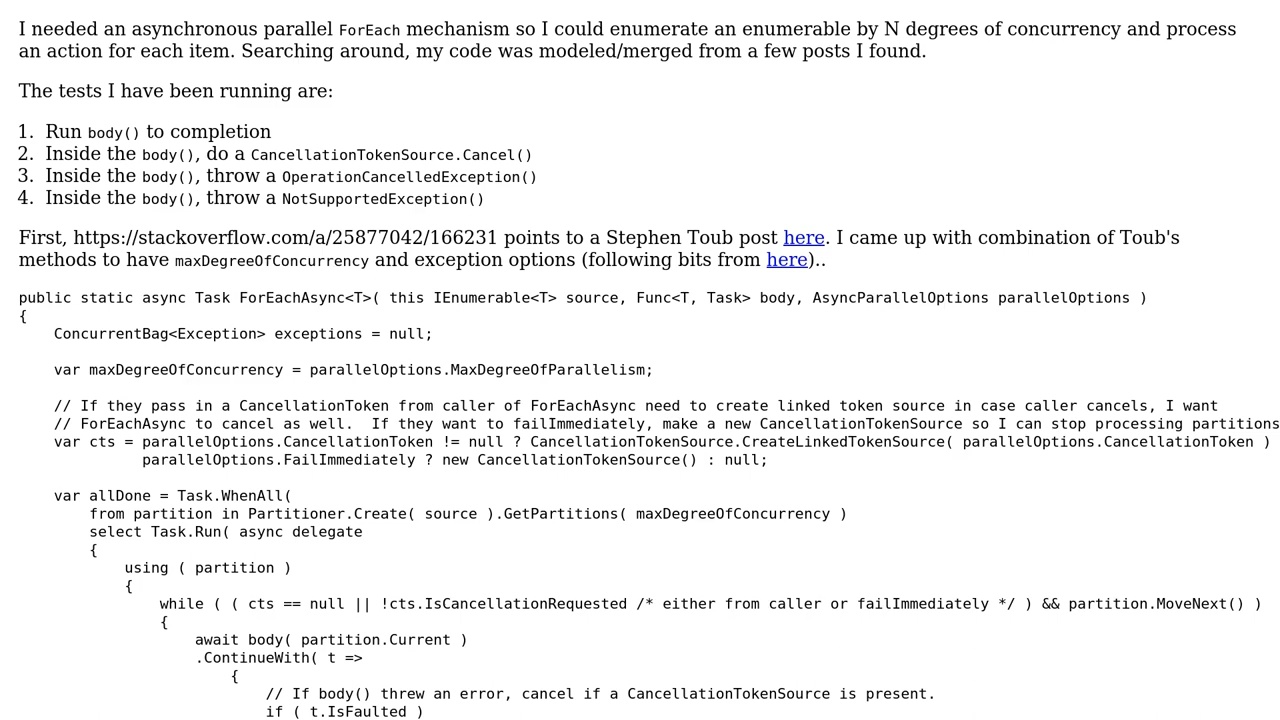 I needed an asynchronous parallel ForEach mechanism so I could enumerate an enumerable by N degrees of concurrency and process
an action for each item. Searching around, my code was modeled/merged from a few posts I found.
The tests I have been running are:
1. Run body() to completion
2. Inside the body(), do a CancellationTokenSource.Cancel()
3. Inside the body(), throw a OperationCancelledException()
4. Inside the body(), throw a NotSupportedException()
First, https://stackoverflow.com/a/25877042/166231 points to a Stephen Toub post here. I came up with combination of Toub's
methods to have maxDegreeOfConcurrency and exception options (following bits from here)..
public static async Task ForEachAsync<T>( this IEnumerable<T> source, Func<T, Task> body, AsyncParallelOptions parallelOptions )
{
    ConcurrentBag<Exception> exceptions = null;
    var maxDegreeOfConcurrency = parallelOptions.MaxDegreeOfParallelism;
    // If they pass in a CancellationToken from caller of ForEachAsync need to create linked token source in case caller cancels, I want
    // ForEachAsync to cancel as well.  If they want to failImmediately, make a new CancellationTokenSource so I can stop processing partitions
    var cts = parallelOptions.CancellationToken != null ? CancellationTokenSource.CreateLinkedTokenSource( parallelOptions.CancellationToken )
              parallelOptions.FailImmediately ? new CancellationTokenSource() : null;
    var allDone = Task.WhenAll(
        from partition in Partitioner.Create( source ).GetPartitions( maxDegreeOfConcurrency )
        select Task.Run( async delegate
        {
            using ( partition )
            {
                while ( ( cts == null || !cts.IsCancellationRequested /* either from caller or failImmediately */ ) && partition.MoveNext() )
                {
                    await body( partition.Current )
                    .ContinueWith( t =>
                        {
                            // If body() threw an error, cancel if a CancellationTokenSource is present.
                            if ( t.IsFaulted )